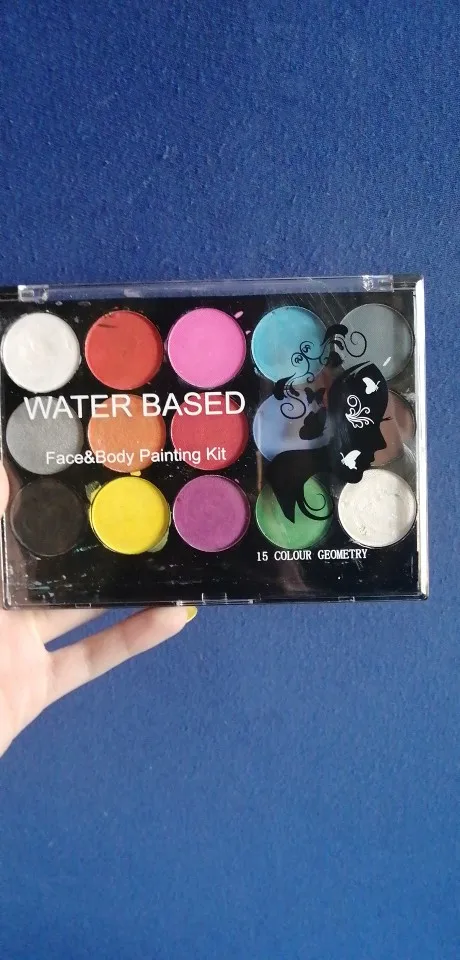 WATER BASED
Face&Body Painting Kit
15 COLOUR GEOMETRY